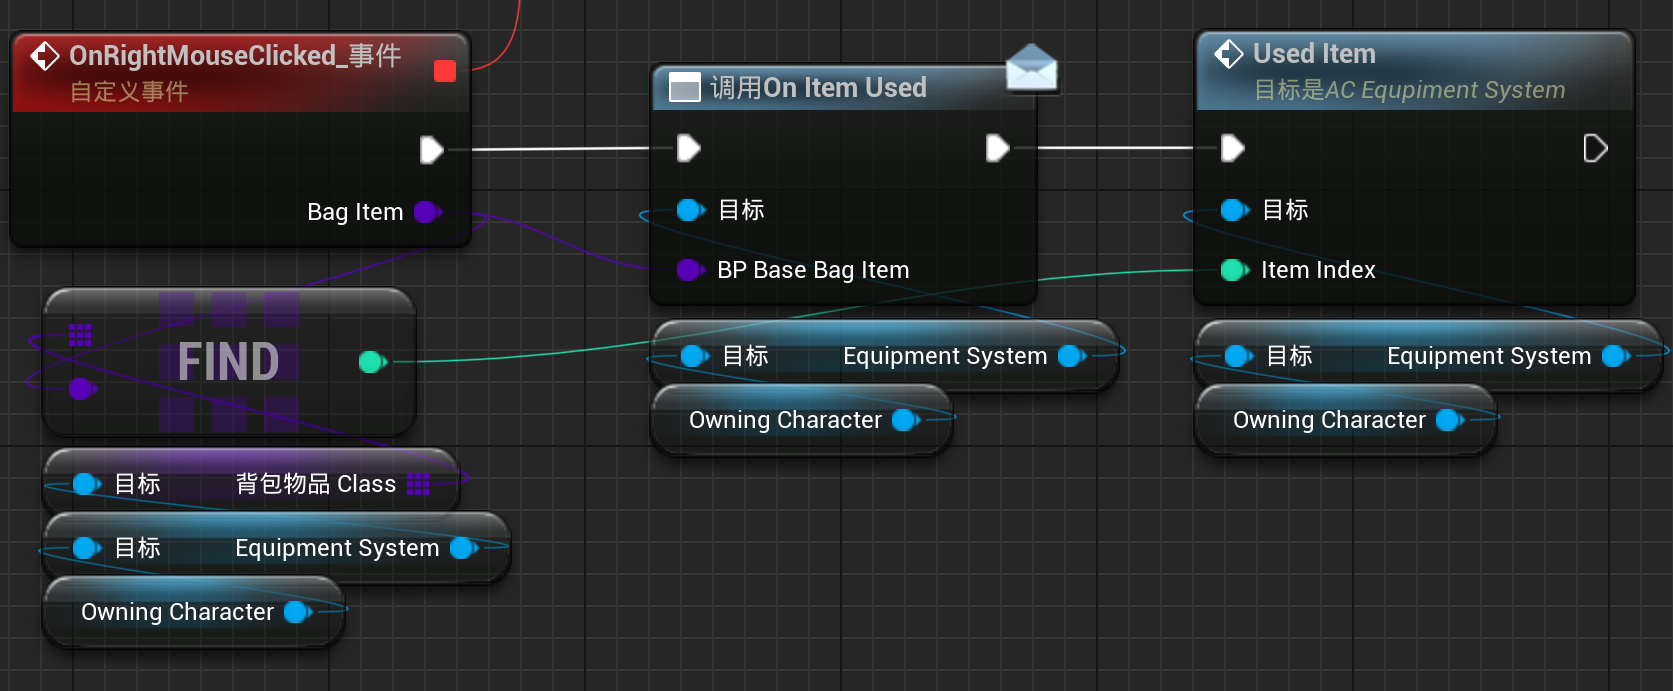 OnRightMouseClicked_事件
自定义事件
Bag Item
调用On Item Used
目标
BP Base Bag Item
Used Item
目标是AC Equpiment System
目标
Item Index
FIND
目标 Equipment System
Owning Character
目标 Equipment System
Owning Character
目标 背包物品 Class
目标 Equipment System
Owning Character